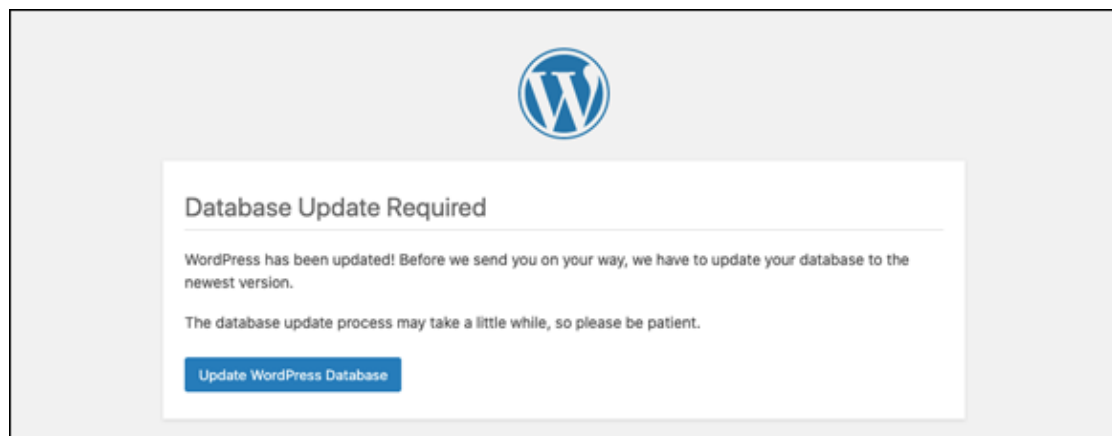 Database Update Required
WordPress has been updated! Before we send you on your way, we have to update your database to the
newest version.
The database update process may take a little while, so please be patient.
Update WordPress Database